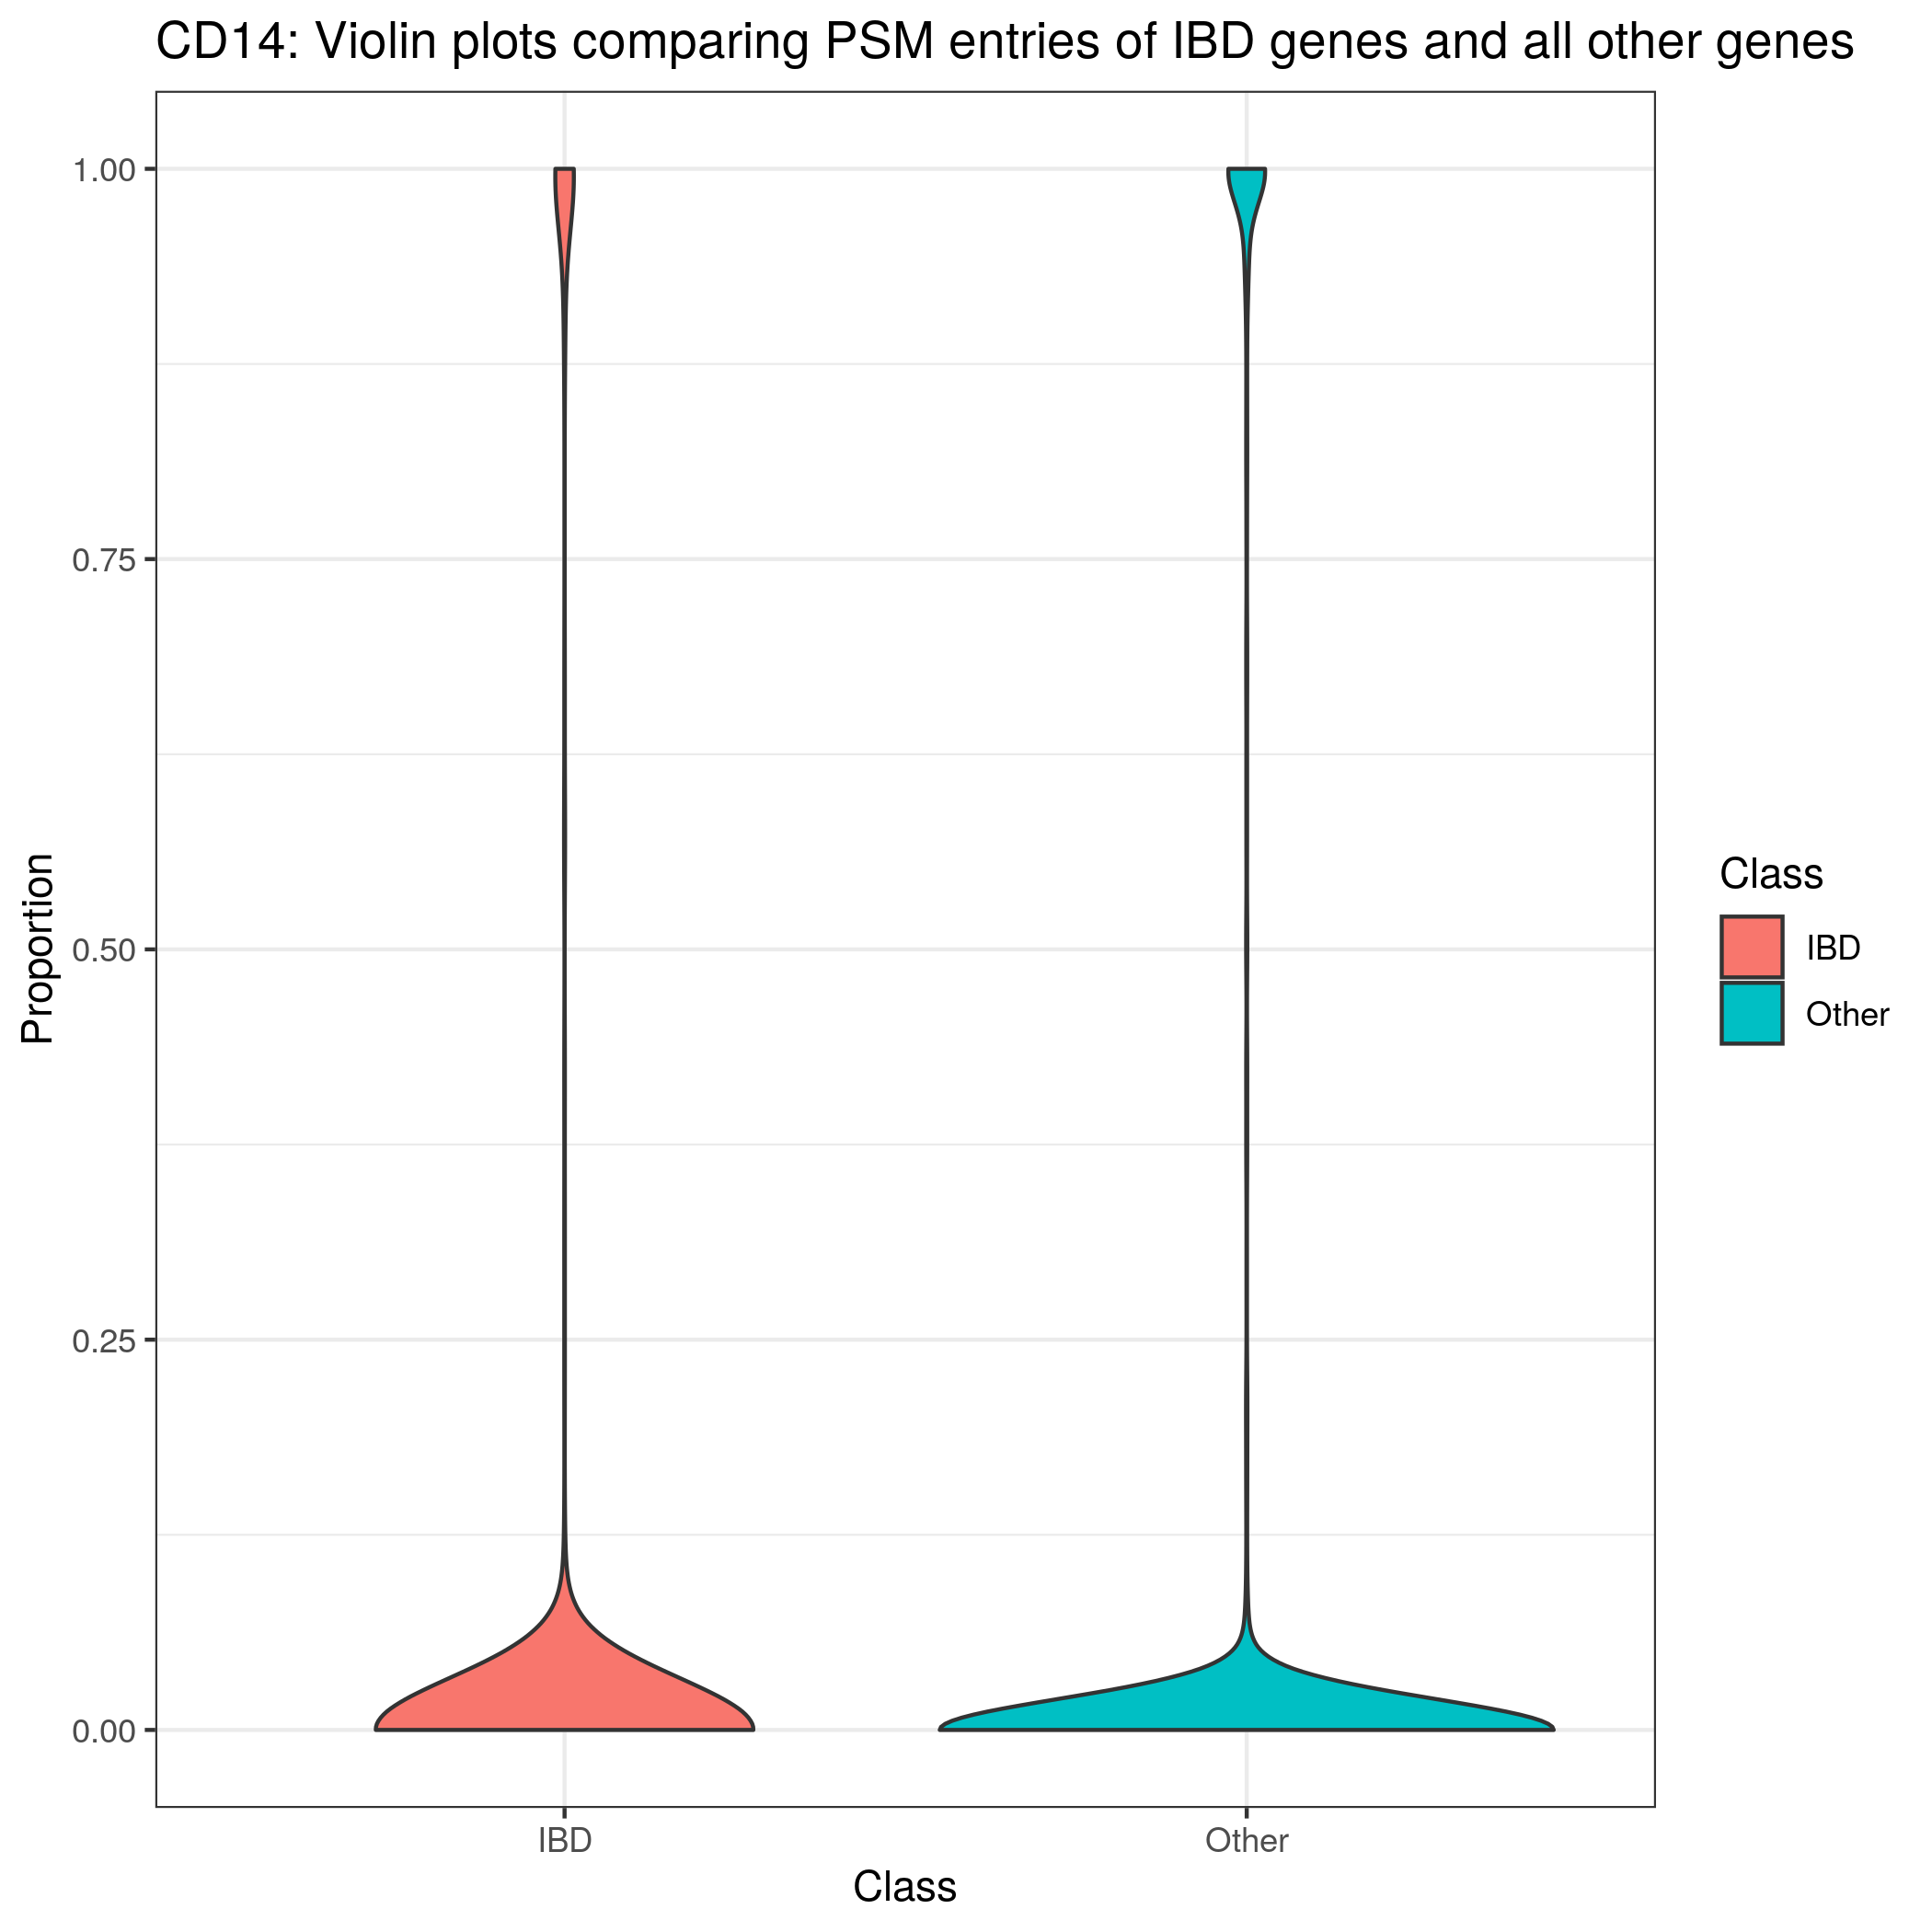 CD14: Violin plots comparing PSM entries of IBD genes and all other genes
1.00
0.75
0.50
0.25
0.00
Proportion
IBD
Other
Class
Class
IBD
Other